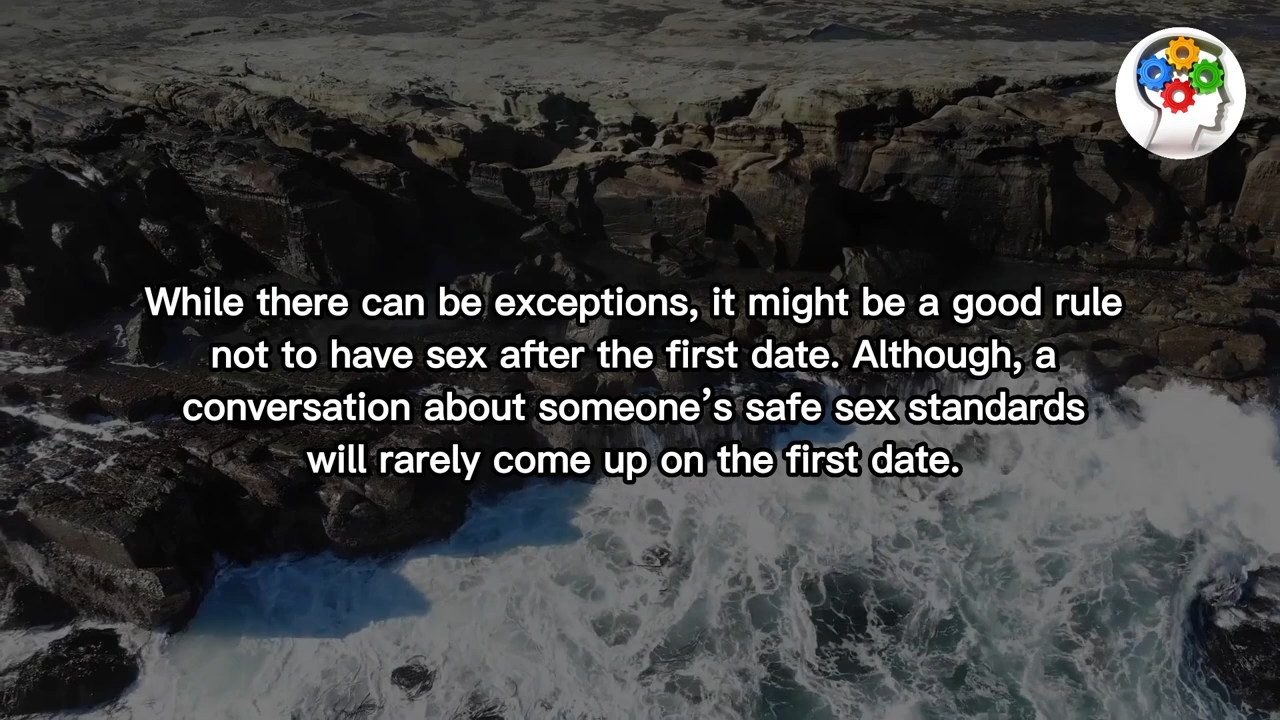 While there can be exceptions, it might be a good rule
not to have sex after the first date. Although, a
conversation about someone’s safe sex standards
will rarely come up on the first date.